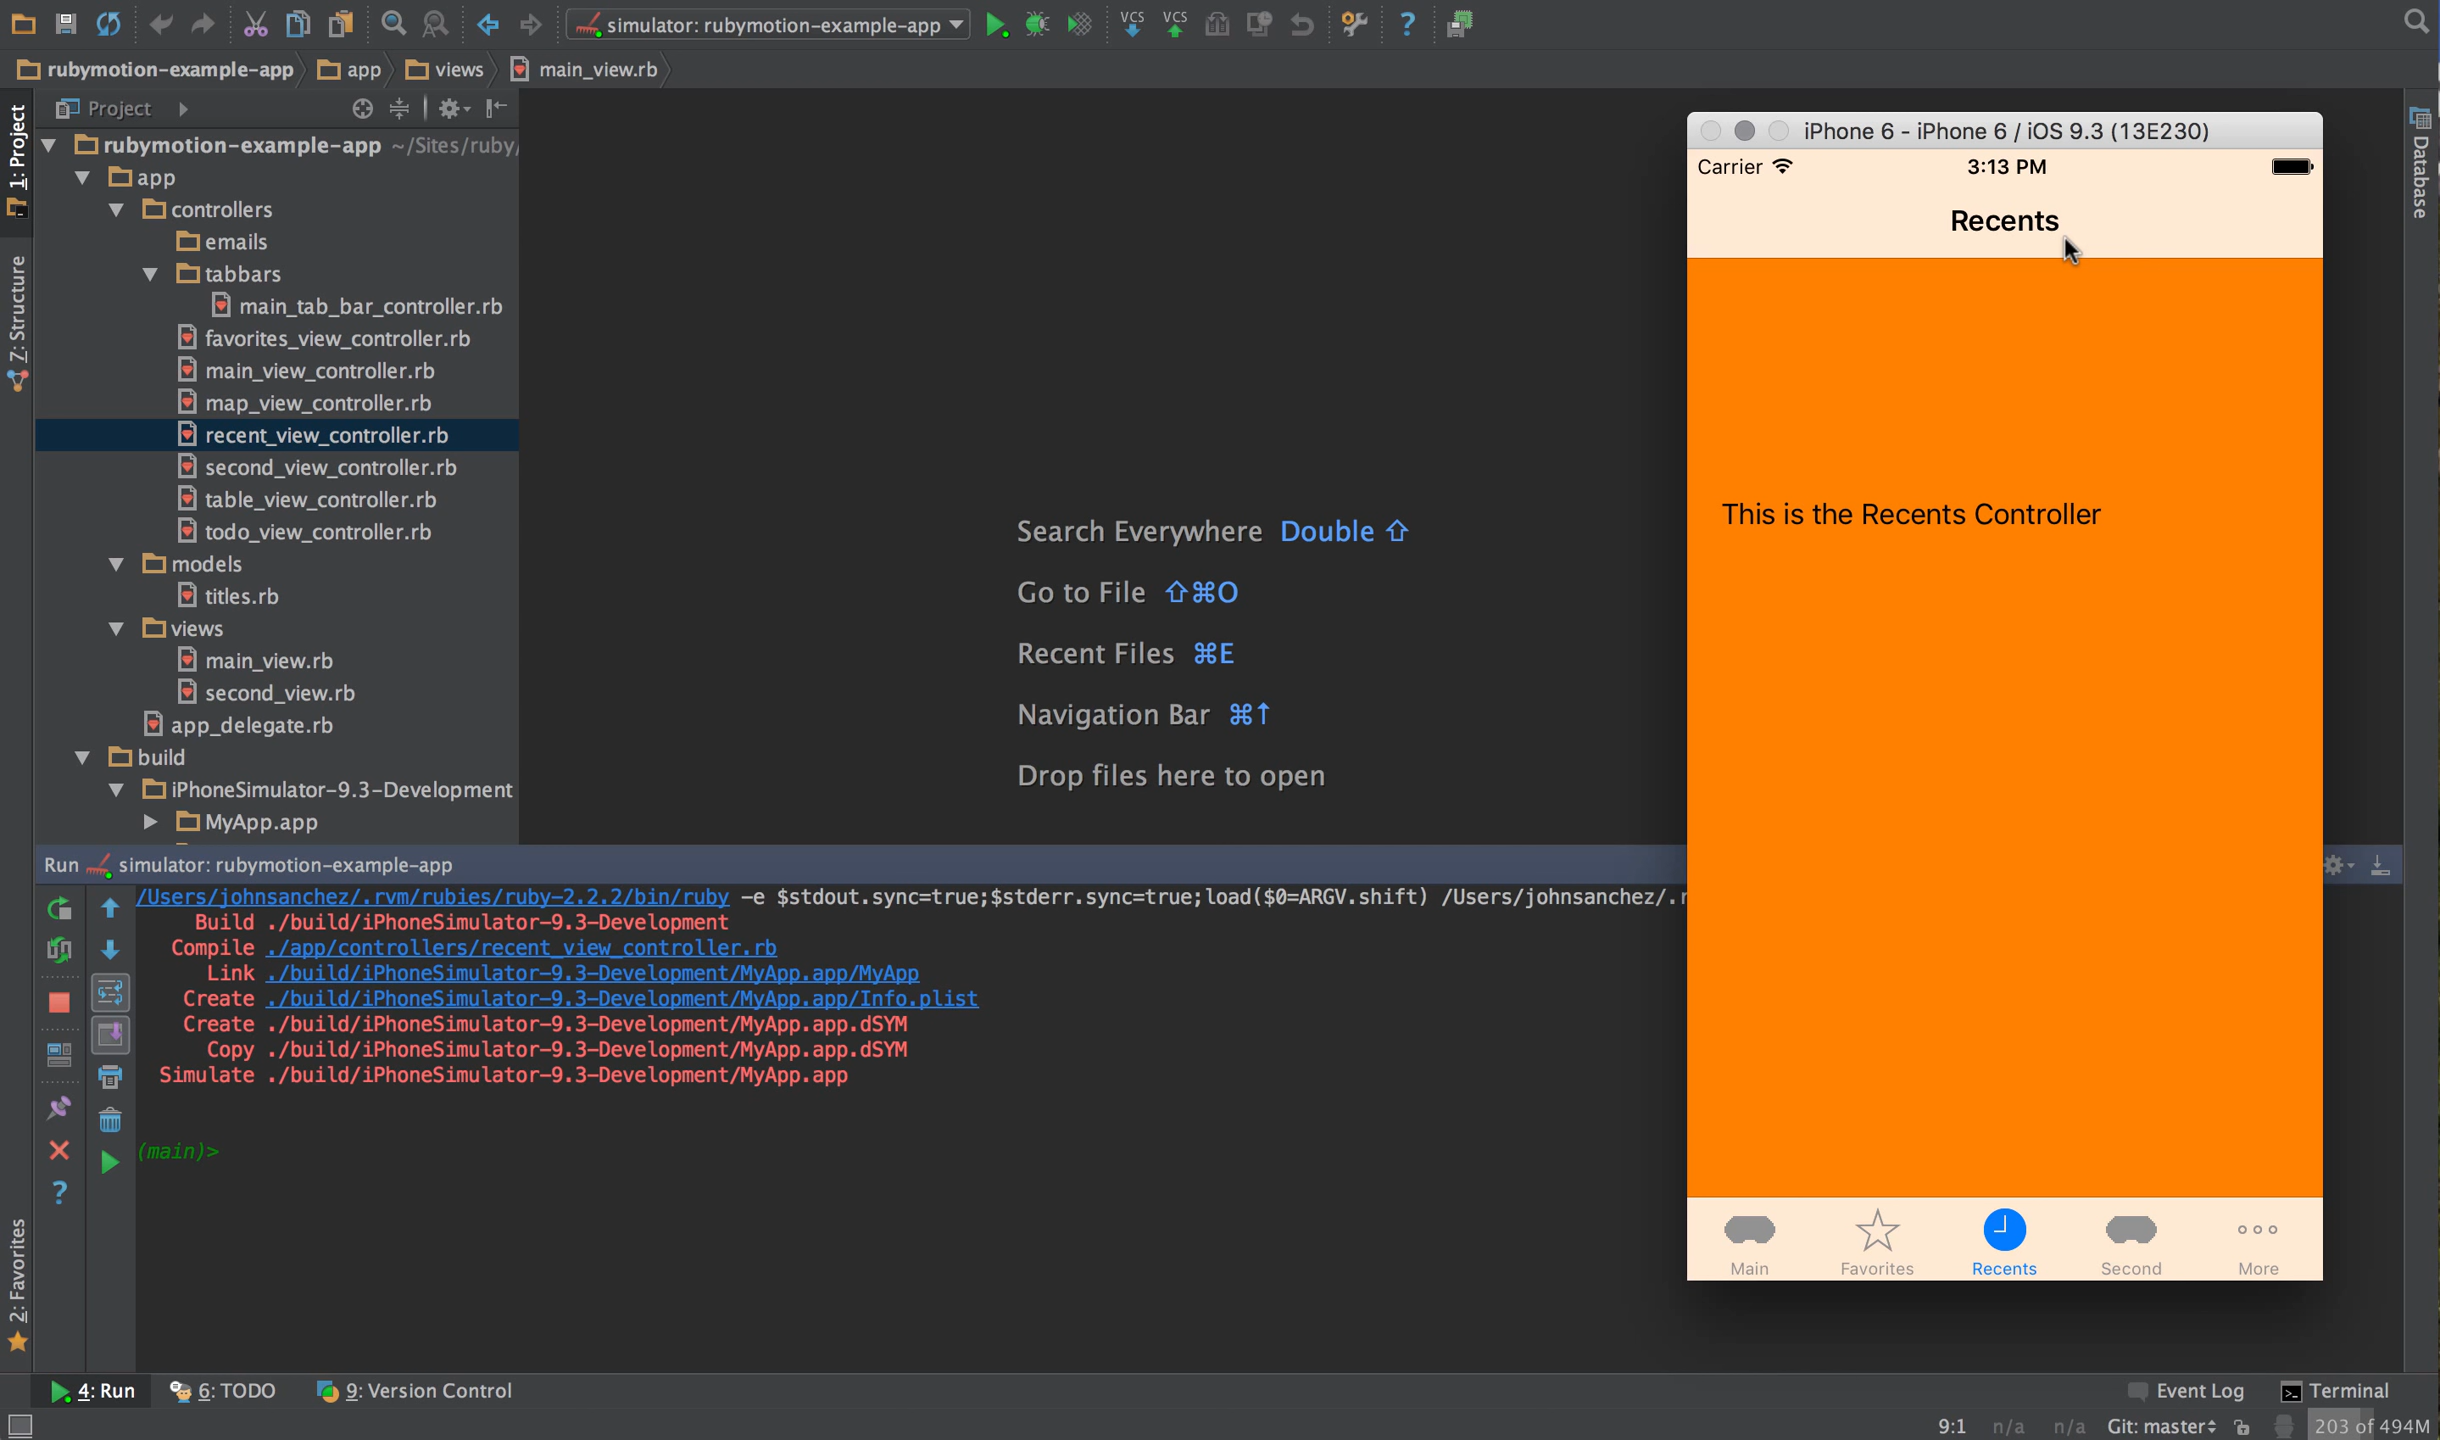 simulator: rubymotion-example-app
VCS
VCS
rubymotion-example-app
app
views
main_view.rb
1: Project
Z: Structure
2: Favorites
Project
rubymotion-example-app ~/Sites/ruby/
app
controllers
emails
tabbars
main_tab_bar_controller.rb
favorites_view_controller.rb
main_view_controller.rb
map_view_controller.rb
recent_view_controller.rb
second_view_controller.rb
table_view_controller.rb
todo_view_controller.rb
models
titles.rb
views
main_view.rb
second_view.rb
app_delegate.rb
build
iPhoneSimulator-9.3-Development
MyApp.app
Search Everywhere Double ⇧
Go to File ⇧⌘O
Recent Files ⌘E
Navigation Bar ⌘↑
Drop files here to open
iPhone 6 - iPhone 6 / iOS 9.3 (13E230)
Carrier
3:13 PM
Recents
This is the Recents Controller
Main
Favorites
Recents
Second
More
Database
Run simulator: rubymotion-example-app
/Users/johnsanchez/.rvm/rubies/ruby-2.2.2/bin/ruby -e $stdout.sync=true;$stderr.sync=true;load($0=ARGV.shift) /Users/johnsanchez/.r
Build ./build/iPhoneSimulator-9.3-Development
Compile ./app/controllers/recent_view_controller.rb
Link ./build/iPhoneSimulator-9.3-Development/MyApp.app/MyApp
Create ./build/iPhoneSimulator-9.3-Development/MyApp.app/Info.plist
Create ./build/iPhoneSimulator-9.3-Development/MyApp.app.dSYM
Copy ./build/iPhoneSimulator-9.3-Development/MyApp.app.dSYM
Simulate ./build/iPhoneSimulator-9.3-Development/MyApp.app
(main)>
4: Run
6: TODO
9: Version Control
Event Log
Terminal
9:1
n/a
n/a
Git: master
203 of 494M